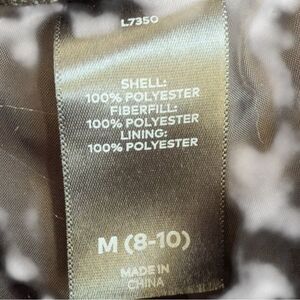 L7350
SHELL:
100% POLYESTER
FIBERFILL:
100% POLYESTER
LINING:
100% POLYESTER
M (8-10)
MADE IN
CHINA